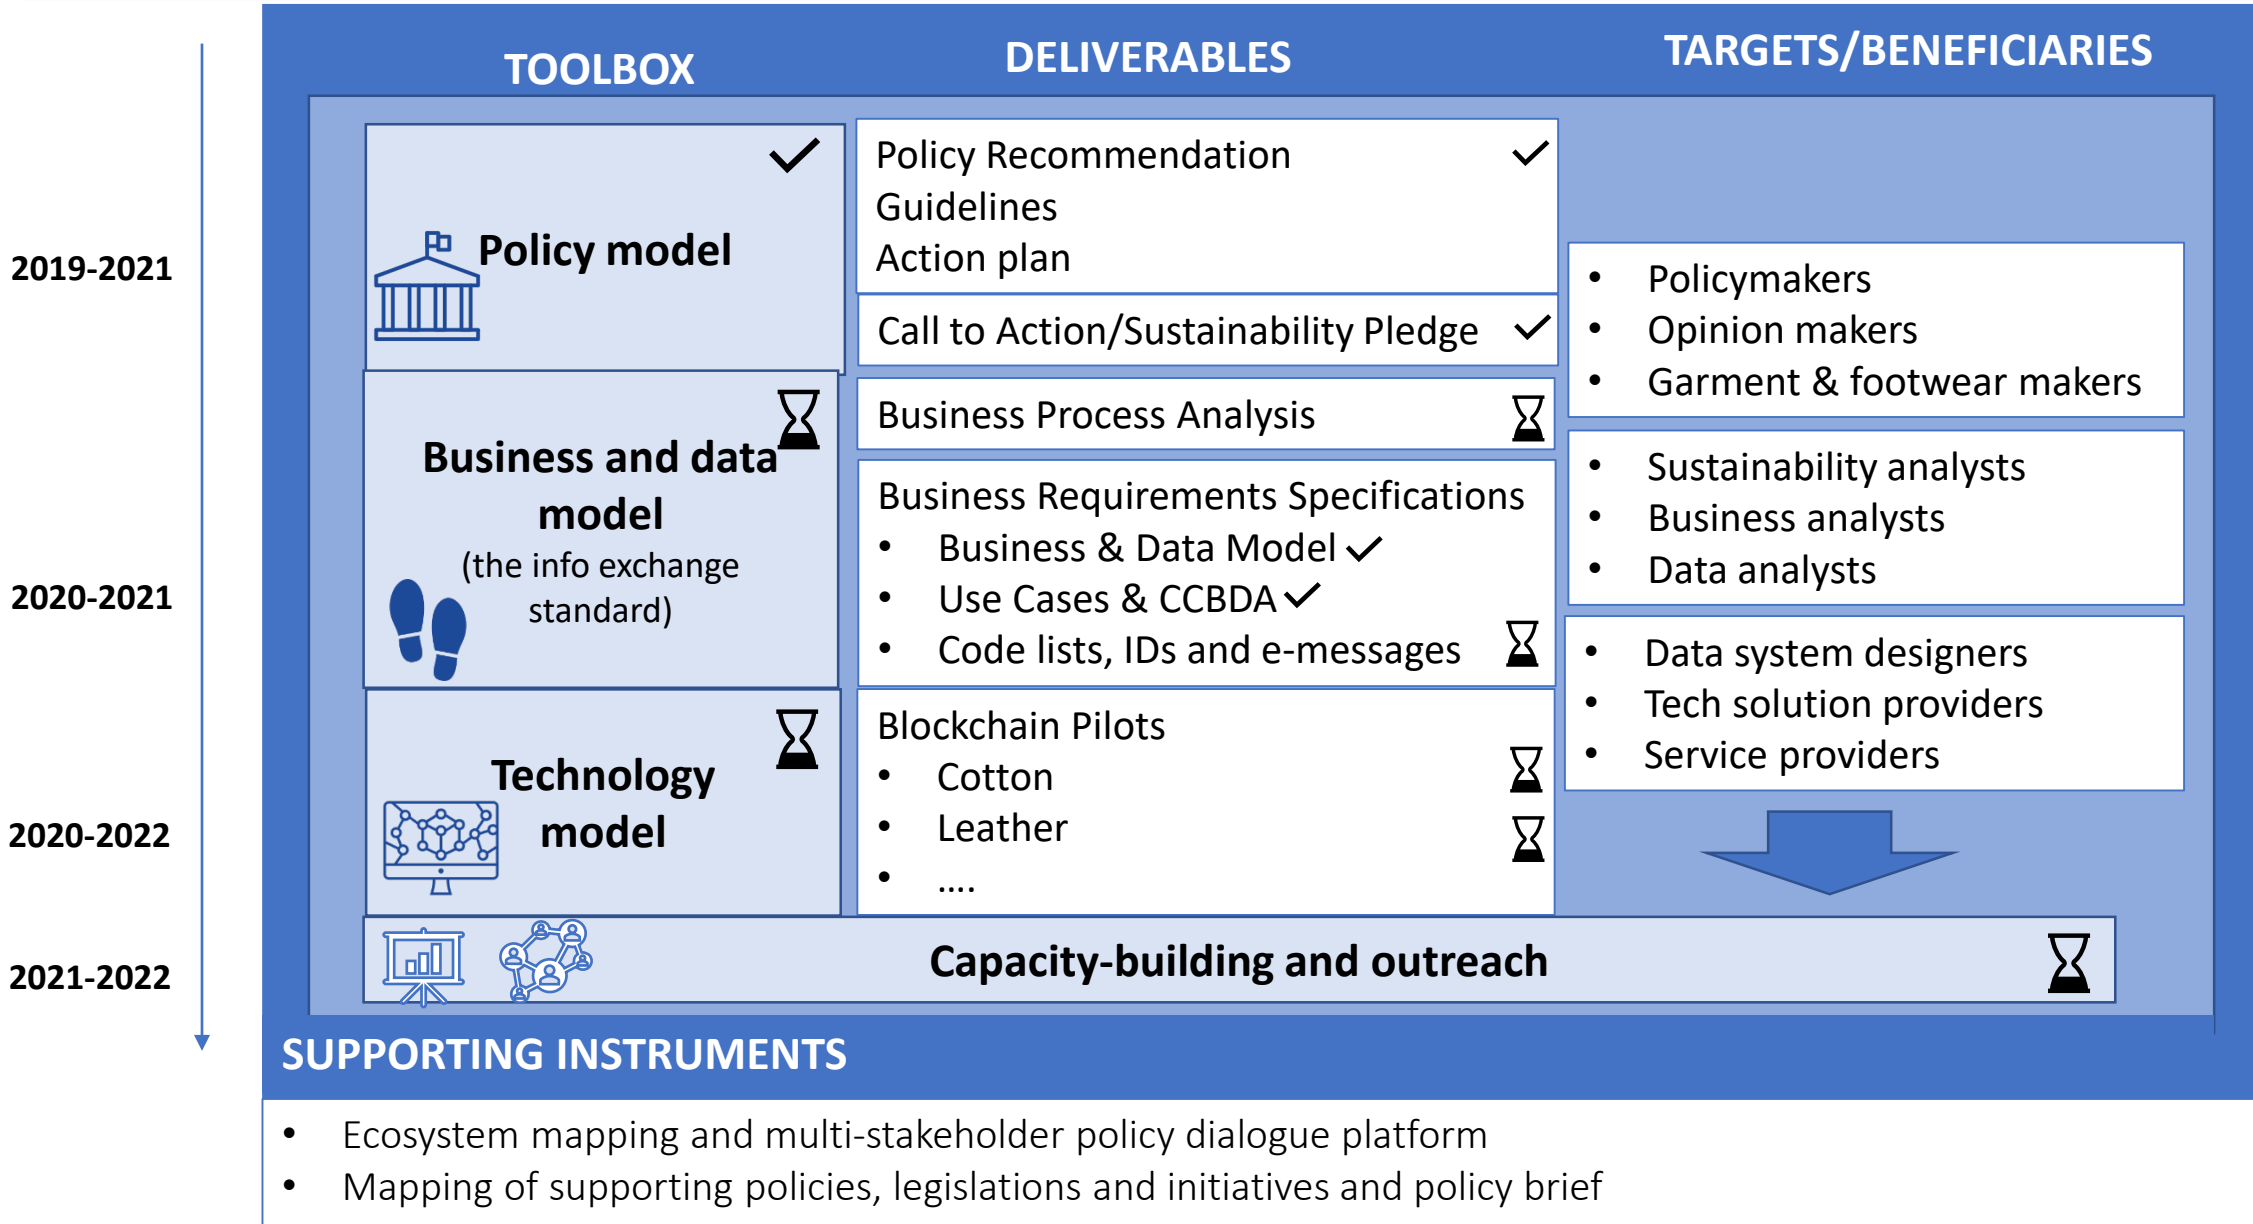 TOOLBOX
DELIVERABLES
TARGETS/BENEFICIARIES
2019-2021
Policy model
Policy Recommendation
Guidelines
Action plan
Call to Action/Sustainability Pledge
• Policymakers
• Opinion makers
• Garment & footwear makers
2020-2021
Business and data
model
(the info exchange
standard)
Business Process Analysis
Business Requirements Specifications
• Business & Data Model
• Use Cases & CCBDA
• Code lists, IDs and e-messages
• Sustainability analysts
• Business analysts
• Data analysts
2020-2022
Technology
model
Blockchain Pilots
• Cotton
• Leather
• ....
• Data system designers
• Tech solution providers
• Service providers
2021-2022
Capacity-building and outreach
SUPPORTING INSTRUMENTS
• Ecosystem mapping and multi-stakeholder policy dialogue platform
• Mapping of supporting policies, legislations and initiatives and policy brief